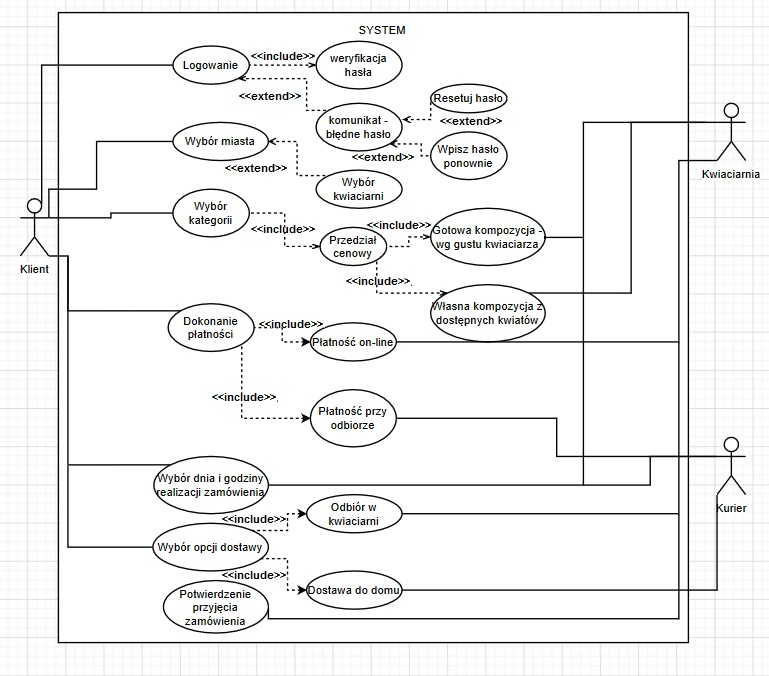 SYSTEM
Logowanie
<<include>>
weryfikacja
hasła
<<extend>>
komunikat -
błędne hasło
Resetuj hasło
<<extend>>
Wpisz hasło
ponownie
<<extend>>
Wybór miasta
<<extend>>
Wybór
kwiaciarni
Kwiaciarnia
Wybór
kategorii
<<include>>
Przedział
cenowy
<<include>>
Gotowa kompozycja -
wg gustu kwiaciarza
<<include>>
Własna kompozycja z
dostępnych kwiatów
Klient
Dokonanie
płatności
<<include>>
Płatność on-line
<<include>>
Płatność przy
odbiorze
Wybór dnia i godziny
realizacji zamówienia
Kurier
<<include>>
Odbiór w
kwiaciarni
Wybór opcji dostawy
<<include>>
Dostawa do domu
Potwierdzenie
przyjęcia
zamówienia